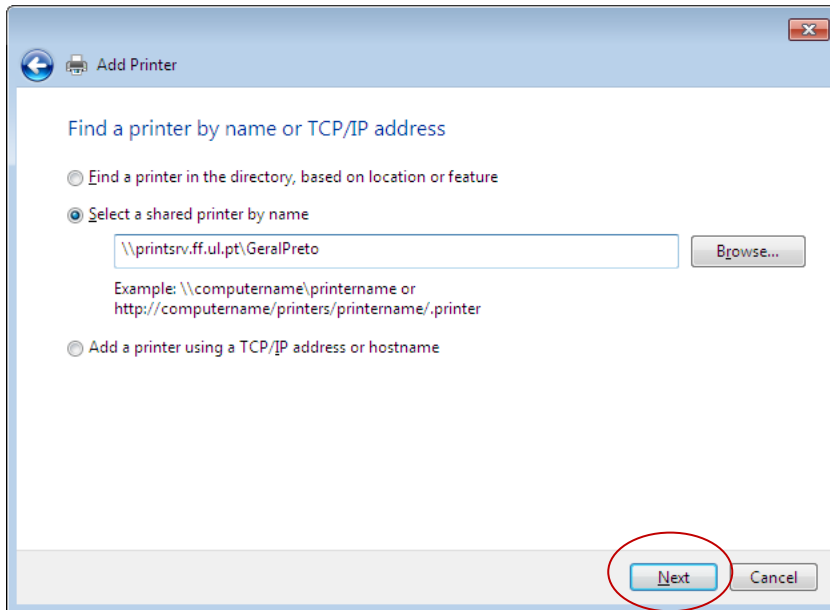 Add Printer
Find a printer by name or TCP/IP address
Find a printer in the directory, based on location or feature
Select a shared printer by name
\\printsrv.ff.ul.pt\GeralPreto
Browse...
Example: \\computername\printername or
http://computername/printers/printername/.printer
Add a printer using a TCP/IP address or hostname
Next
Cancel